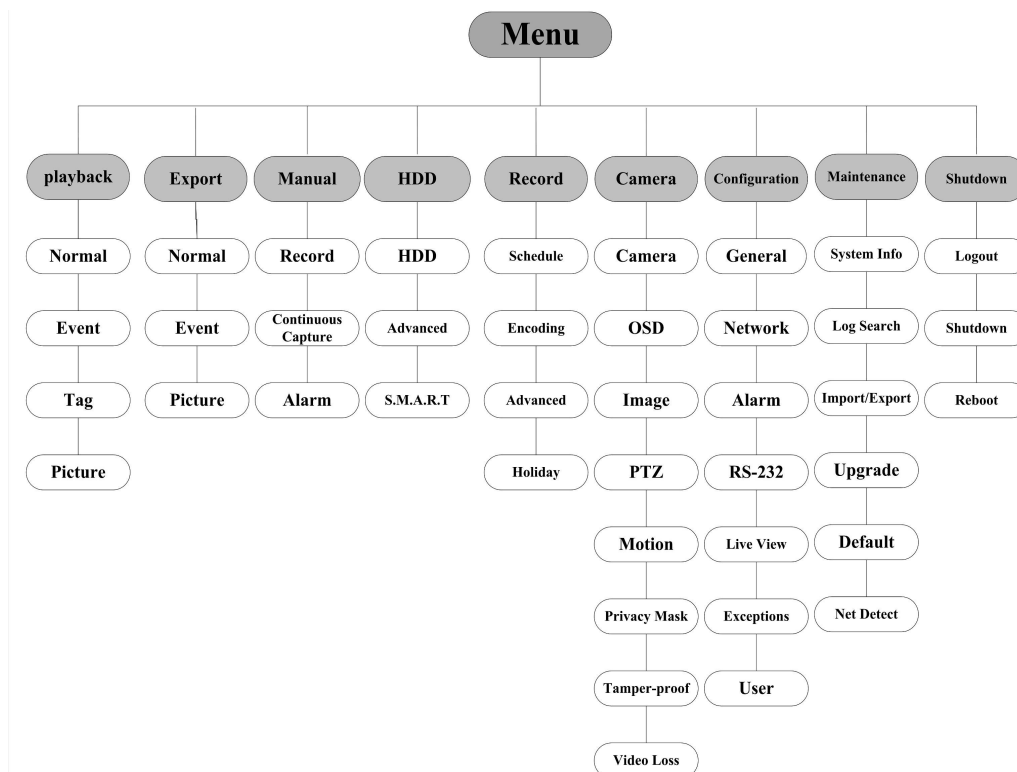 Menu
playback
Export
Manual
HDD
Record
Camera
Configuration
Maintenance
Shutdown
Normal
Normal
Record
HDD
Schedule
Camera
General
System Info
Logout
Event
Event
Continuous
Capture
Advanced
Encoding
OSD
Network
Log Search
Shutdown
Tag
Picture
Alarm
S.M.A.R.T
Advanced
Image
Alarm
Import/Export
Reboot
Picture
Holiday
PTZ
RS-232
Upgrade
Motion
Live View
Default
Privacy Mask
Exceptions
Net Detect
Tamper-proof
User
Video Loss